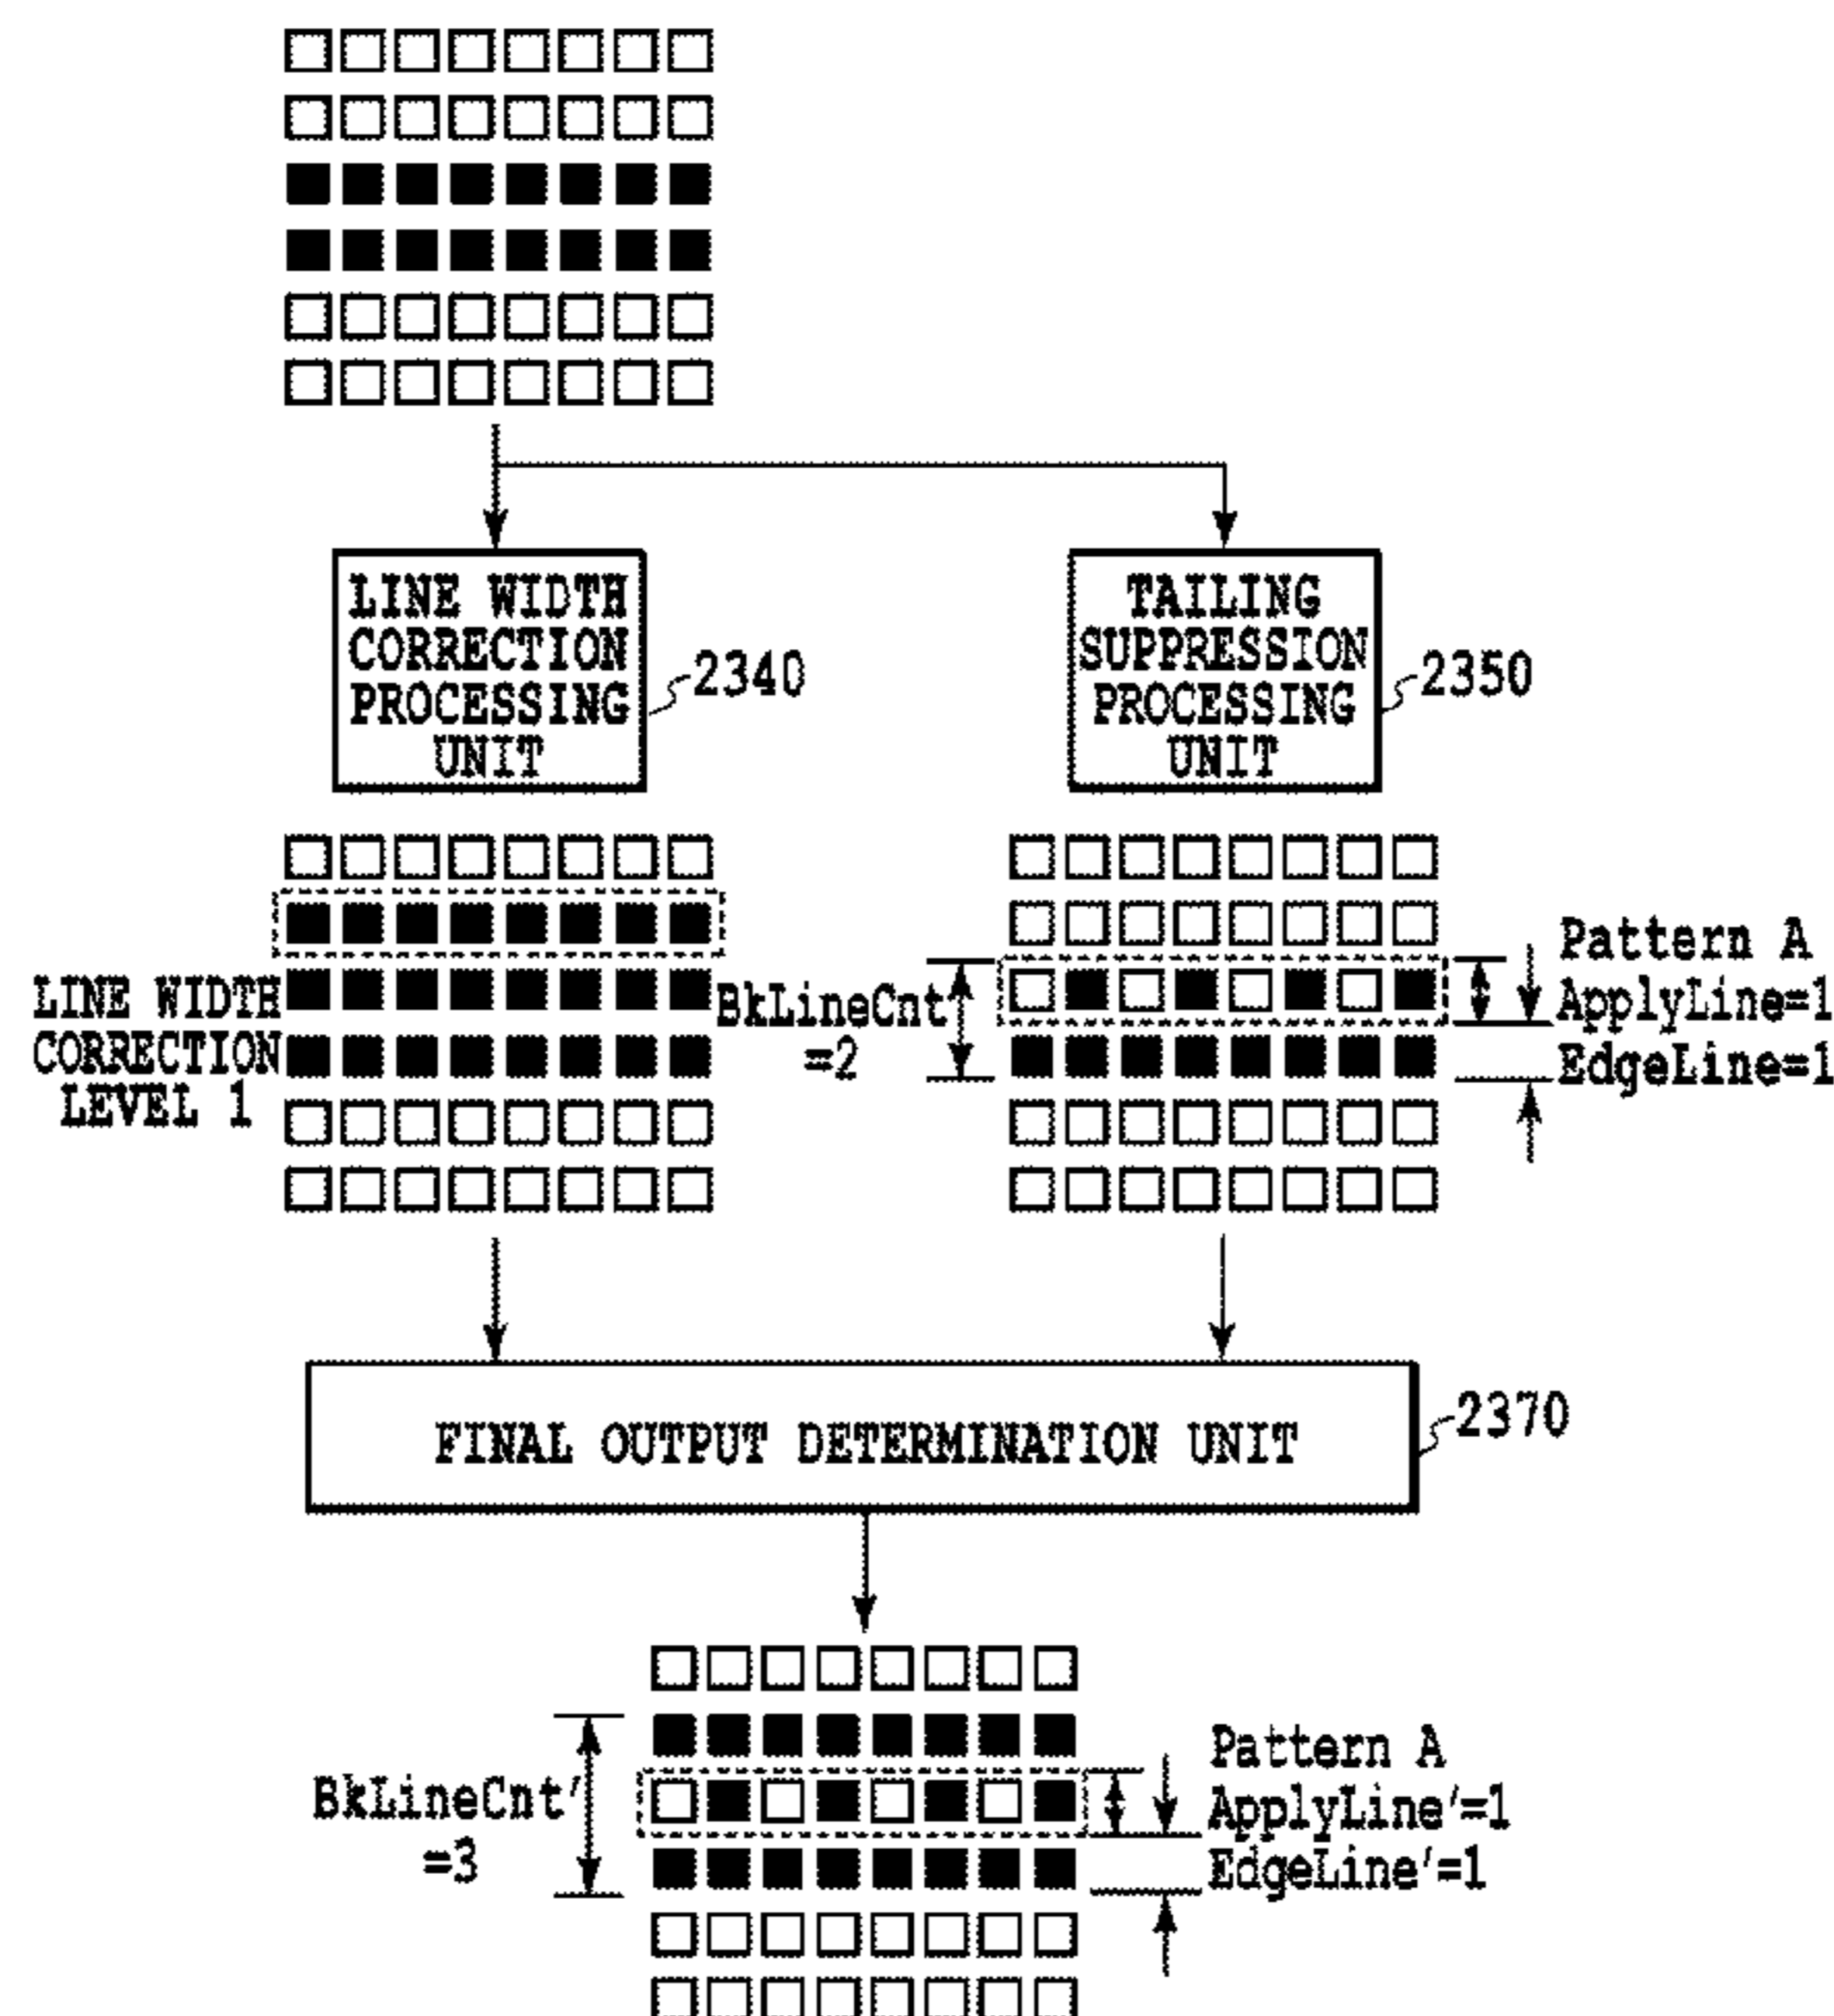 LINE WIDTH
CORRECTION
PROCESSING
UNIT
2340
TAILING
SUPPRESSION
PROCESSING
UNIT
2350
LINE WIDTH
CORRECTION
LEVEL 1
BkLineCnt
=2
Pattern A
ApplyLine=1
EdgeLine=1
FINAL OUTPUT DETERMINATION UNIT
2370
BkLineCnt'
=3
Pattern A
ApplyLine'=1
EdgeLine'=1